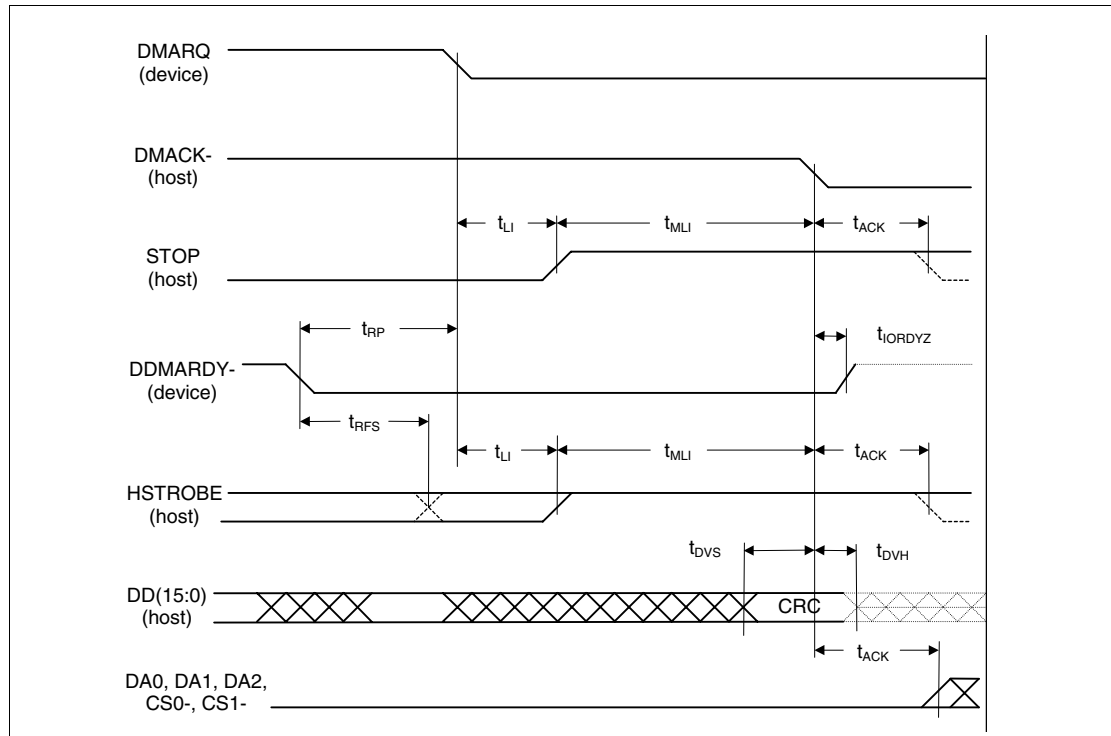 DMARQ
(device)
DMACK-
(host)
tLI
tMLI
tACK
STOP
(host)
tRP
tIORDYZ
DDMARDY-
(device)
tRFS
tLI
tMLI
tACK
HSTROBE
(host)
tDVS
tDVH
DD(15:0)
(host)
CRC
tACK
DA0, DA1, DA2,
CS0-, CS1-